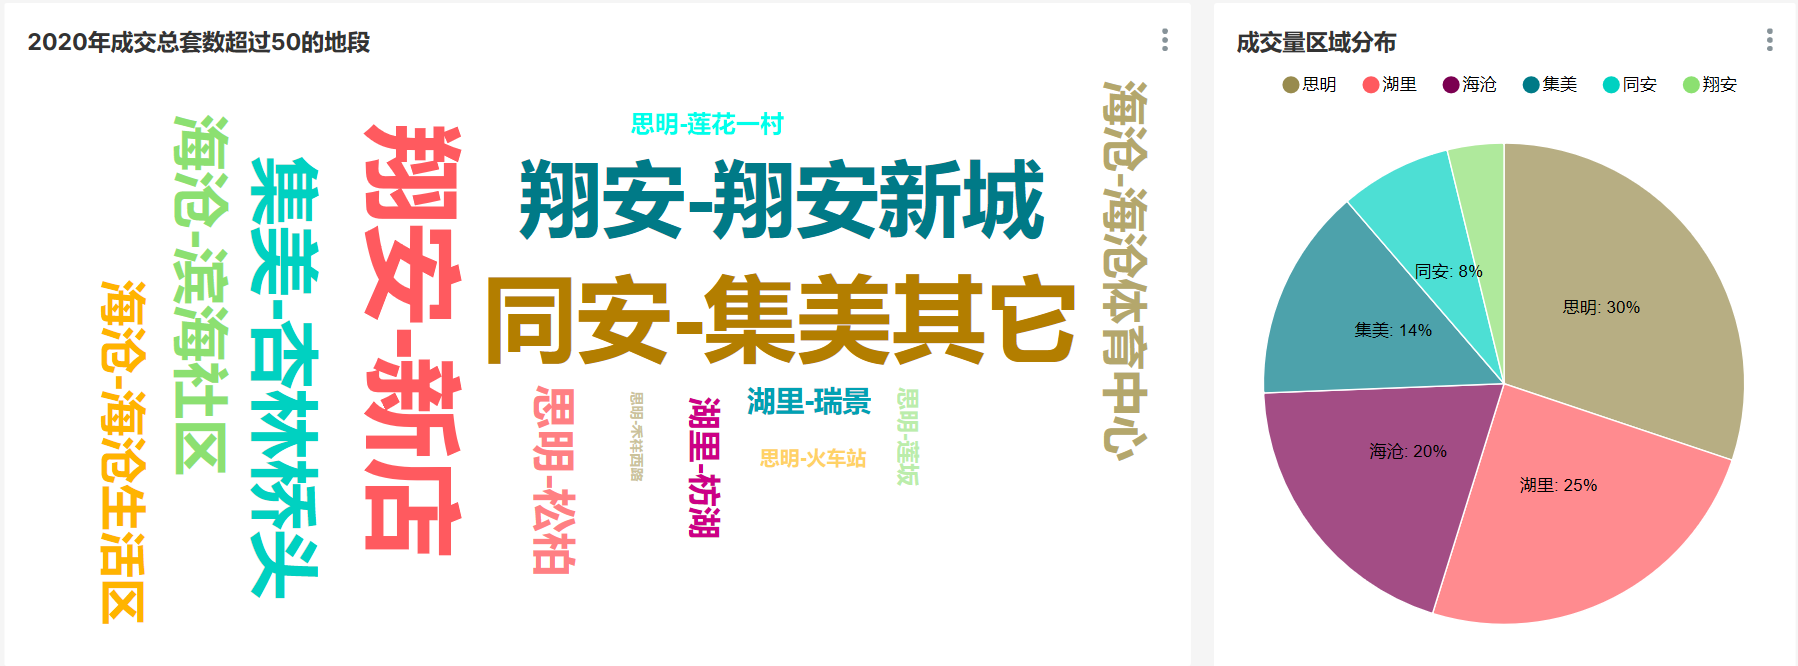 2020年成交总套数超过50的地段
海沧-海沧生活区
海沧-滨海社区
集美-杏林桥头
翔安-新店
思明-莲花一村
翔安-翔安新城
同安-集美其它
思明-松柏
思明-禾祥西路
湖里-枋湖
湖里-瑞景
思明-火车站
思明-莲坂
海沧-海沧体育中心
成交量区域分布
思明 湖里 海沧 集美 同安 翔安
同安: 8%
思明: 30%
集美: 14%
海沧: 20%
湖里: 25%